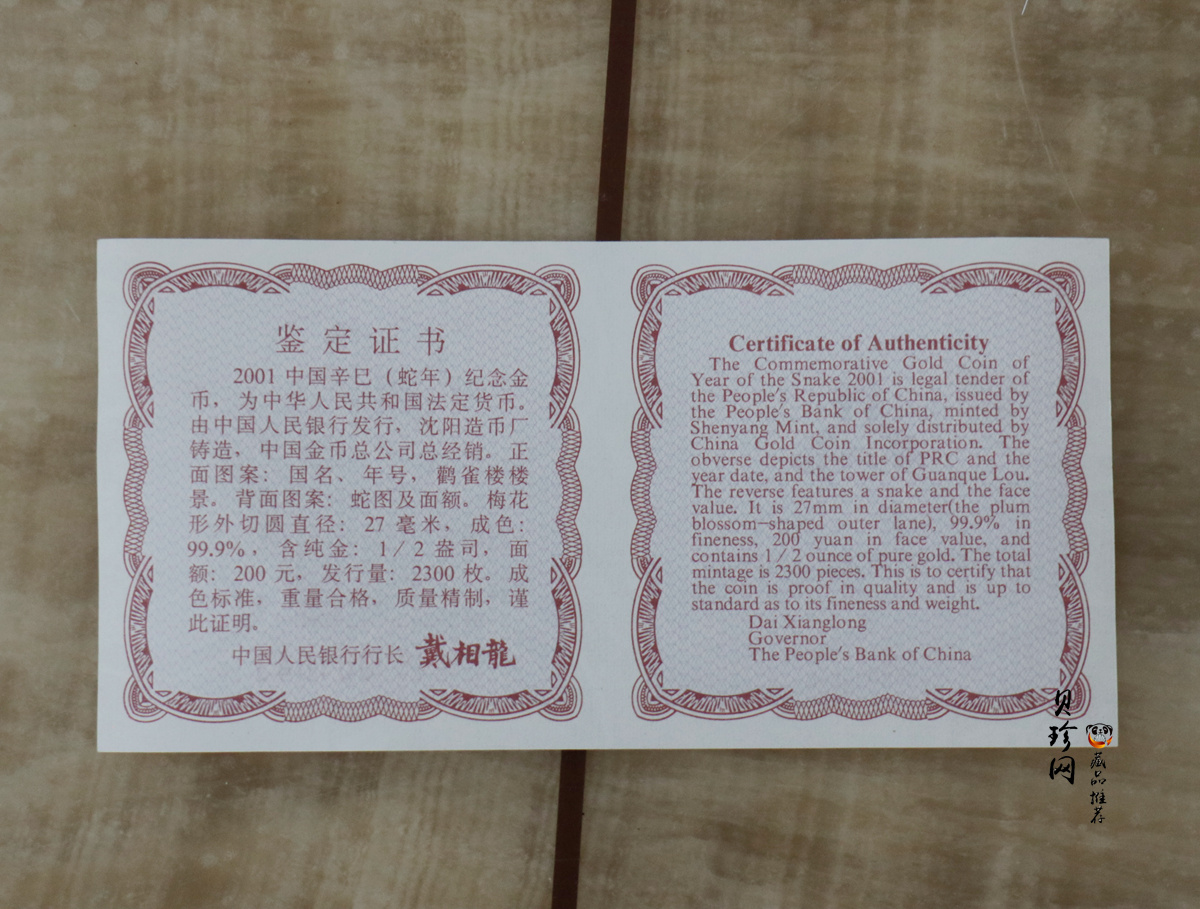 鉴定证书
2001 中国辛巳（蛇年）纪念金
币，为中华人民共和国法定货币。
由中国人民银行发行，沈阳造币厂
铸造，中国金币总公司总经销。正
面图案：国名、年号，鹳雀楼楼
景。背面图案：蛇图及面额。梅花
形外切圆直径：27 毫米，成色：
99.9%，含纯金：1／2 盎司，面
额：200 元，发行量：2300 枚。成
色标准，重量合格，质量精制，谨
此证明。
中国人民银行行长 戴相龍
Certificate of Authenticity
The Commemorative Gold Coin of
Year of the Snake 2001 is legal tender of
the People's Republic of China, issued by
the People's Bank of China, minted by
Shenyang Mint, and solely distributed by
China Gold Coin Incorporation. The
obverse depicts the title of PRC and the
year date, and the tower of Guanque Lou.
The reverse features a snake and the face
value. It is 27mm in diameter(the plum
blossom—shaped outer lane), 99.9% in
fineness, 200 yuan in face value, and
contains 1／2 ounce of pure gold. The total
mintage is 2300 pieces. This is to certify that
the coin is proof in quality and is up to
standard as to its fineness and weight.
Dai Xianglong
Governor
The People's Bank of China
贝珍网
藏品推荐